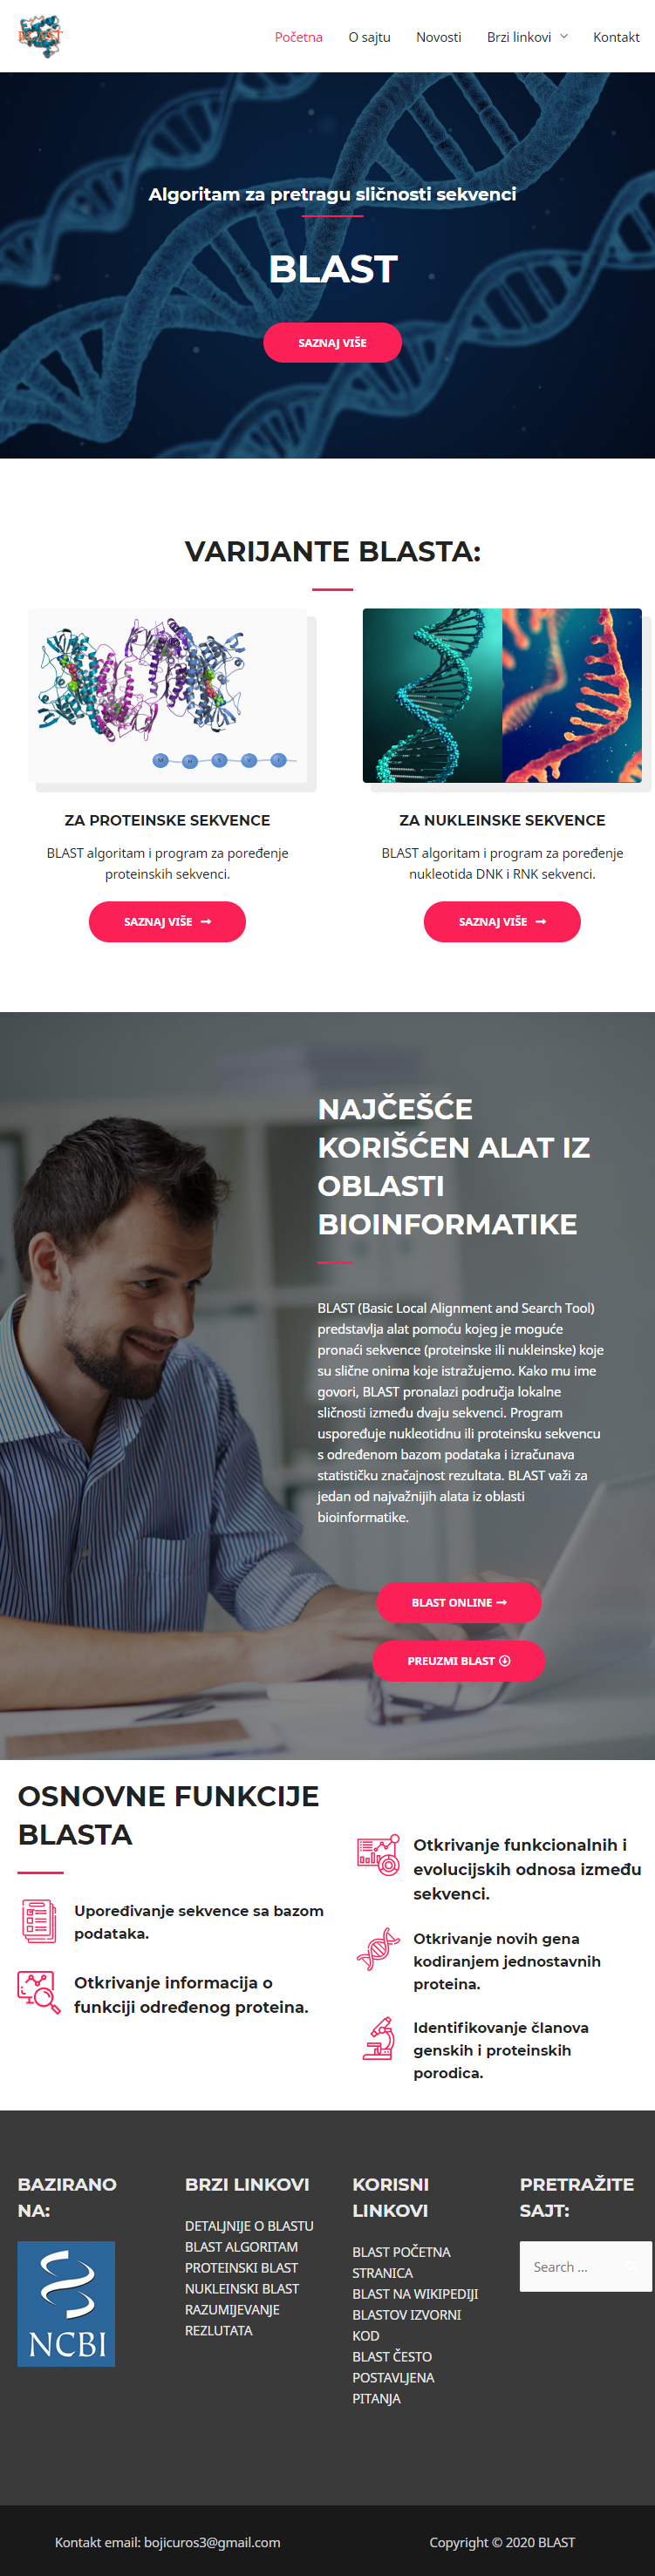 BLAST
Početna
O sajtu
Novosti
Brzi linkovi
Kontakt
Algoritam za pretragu sličnosti sekvenci
BLAST
SAZNAJ VIŠE
VARIJANTE BLASTA:
M H S V E
ZA PROTEINSKE SEKVENCE
BLAST algoritam i program za poređenje
proteinskih sekvenci.
SAZNAJ VIŠE
ZA NUKLEINSKE SEKVENCE
BLAST algoritam i program za poređenje
nukleotida DNK i RNK sekvenci.
SAZNAJ VIŠE
NAJČEŠĆE
KORIŠĆEN ALAT IZ
OBLASTI
BIOINFORMATIKE
BLAST (Basic Local Alignment and Search Tool)
predstavlja alat pomoću kojeg je moguće
pronaći sekvence (proteinske ili nukleinske) koje
su slične onima koje istražujemo. Kako mu ime
govori, BLAST pronalazi područja lokalne
sličnosti između dvaju sekvenci. Program
uspoređuje nukleotidnu ili proteinsku sekvencu
s određenom bazom podataka i izračunava
statističku značajnost rezultata. BLAST važi za
jedan od najvažnijih alata iz oblasti
bioinformatike.
BLAST ONLINE
PREUZMI BLAST
OSNOVNE FUNKCIJE
BLASTA
Upoređivanje sekvence sa bazom
podataka.
Otkrivanje informacija o
funkciji određenog proteina.
Otkrivanje funkcionalnih i
evolucijskih odnosa između
sekvenci.
Otkrivanje novih gena
kodiranjem jednostavnih
proteina.
Identifikovanje članova
genskih i proteinskih
porodica.
BAZIRANO
NA:
NCBI
BRZI LINKOVI
DETALJNIJE O BLASTU
BLAST ALGORITAM
PROTEINSKI BLAST
NUKLEINSKI BLAST
RAZUMIJEVANJE
REZLUTATA
KORISNI
LINKOVI
BLAST POČETNA
STRANICA
BLAST NA WIKIPEDIJI
BLASTOV IZVORNI
KOD
BLAST ČESTO
POSTAVLJENA
PITANJA
PRETRAŽITE
SAJT:
Search ...
Kontakt email: bojicuros3@gmail.com
Copyright © 2020 BLAST